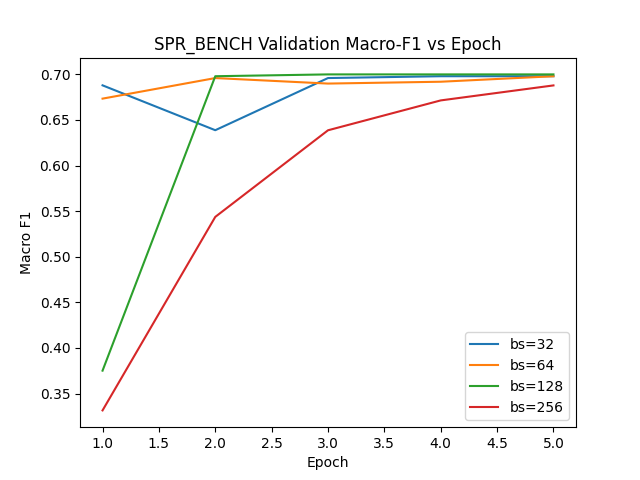 SPR_BENCH Validation Macro-F1 vs Epoch
Macro F1
0.70
0.65
0.60
0.55
0.50
0.45
0.40
0.35
bs=32
bs=64
bs=128
bs=256
1.0 1.5 2.0 2.5 3.0 3.5 4.0 4.5 5.0
Epoch